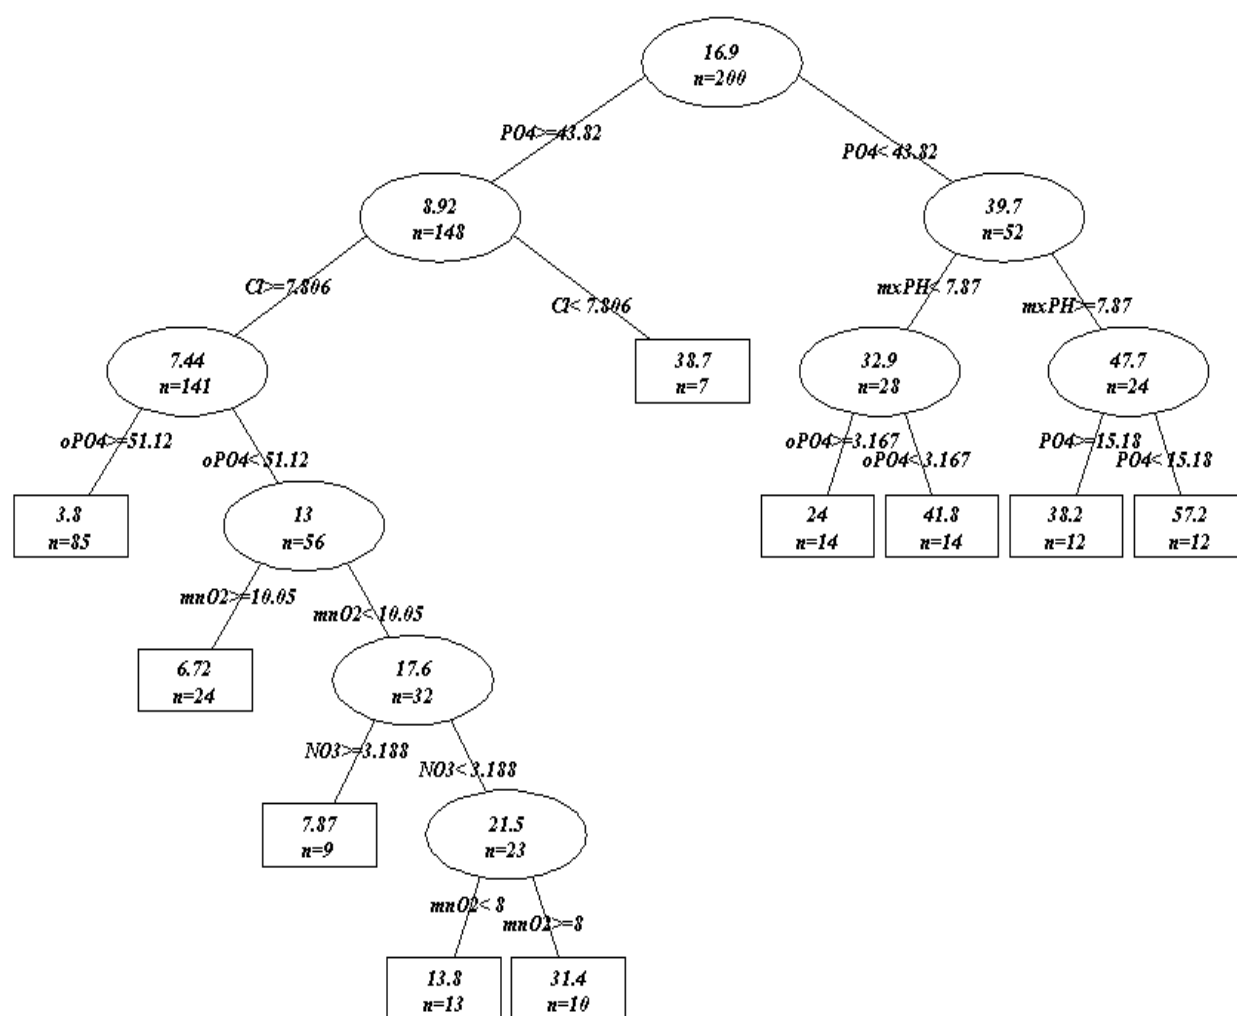 16.9
n=200
PO4>=43.82
PO4< 43.82
8.92
n=148
39.7
n=52
Cl>=7.806
Cl< 7.806
mxPH< 7.87
mxPH>=7.87
7.44
n=141
38.7
n=7
32.9
n=28
47.7
n=24
oPO4>=51.12
oPO4< 51.12
oPO4>=3.167
oPO4< 3.167
PO4>=15.18
PO4< 15.18
3.8
n=85
13
n=56
24
n=14
41.8
n=14
38.2
n=12
57.2
n=12
mnO2>=10.05
mnO2< 10.05
6.72
n=24
17.6
n=32
NO3>=3.188
NO3< 3.188
7.87
n=9
21.5
n=23
mnO2< 8
mnO2>=8
13.8
n=13
31.4
n=10